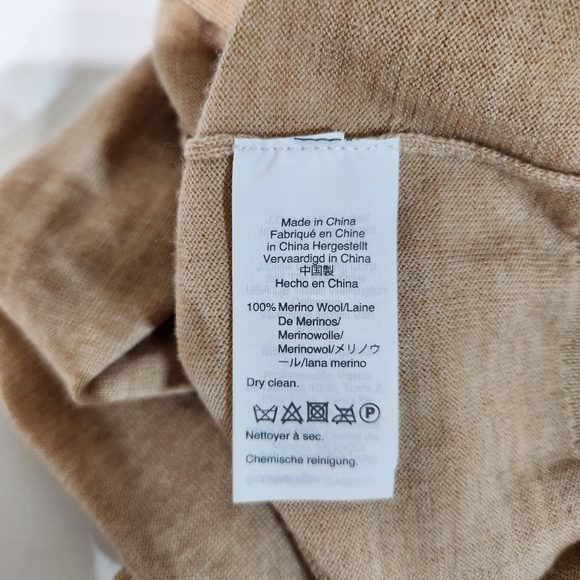 Made in China
Fabriqué en Chine
in China Hergestellt
Vervaardigd in China
中国製
Hecho en China
100% Merino Wool/Laine
De Merinos/
Merinowolle/
Merinowol/メリノウ
ール/lana merino
Dry clean.
P
Nettoyer à sec.
Chemische reinigung.